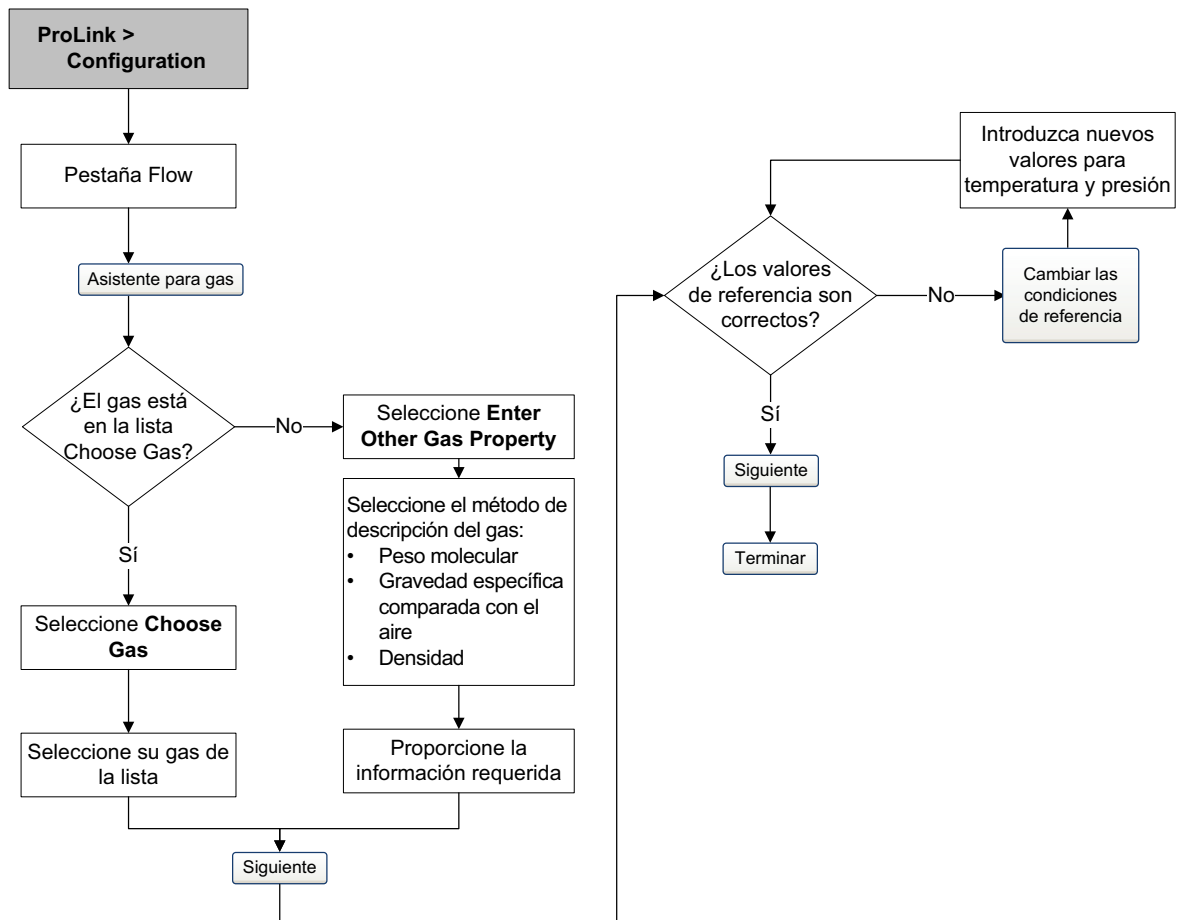 ProLink >
Configuration
Pestaña Flow
Asistente para gas
¿El gas está
en la lista
Choose Gas?
No
Sí
Seleccione Choose
Gas
Seleccione su gas de
la lista
Seleccione Enter
Other Gas Property
Seleccione el método de
descripción del gas:
• Peso molecular
• Gravedad específica
comparada con el
aire
• Densidad
Proporcione la
información requerida
Siguiente
¿Los valores
de referencia son
correctos?
No
Cambiar las
condiciones
de referencia
Introduzca nuevos
valores para
temperatura y presión
Sí
Siguiente
Terminar